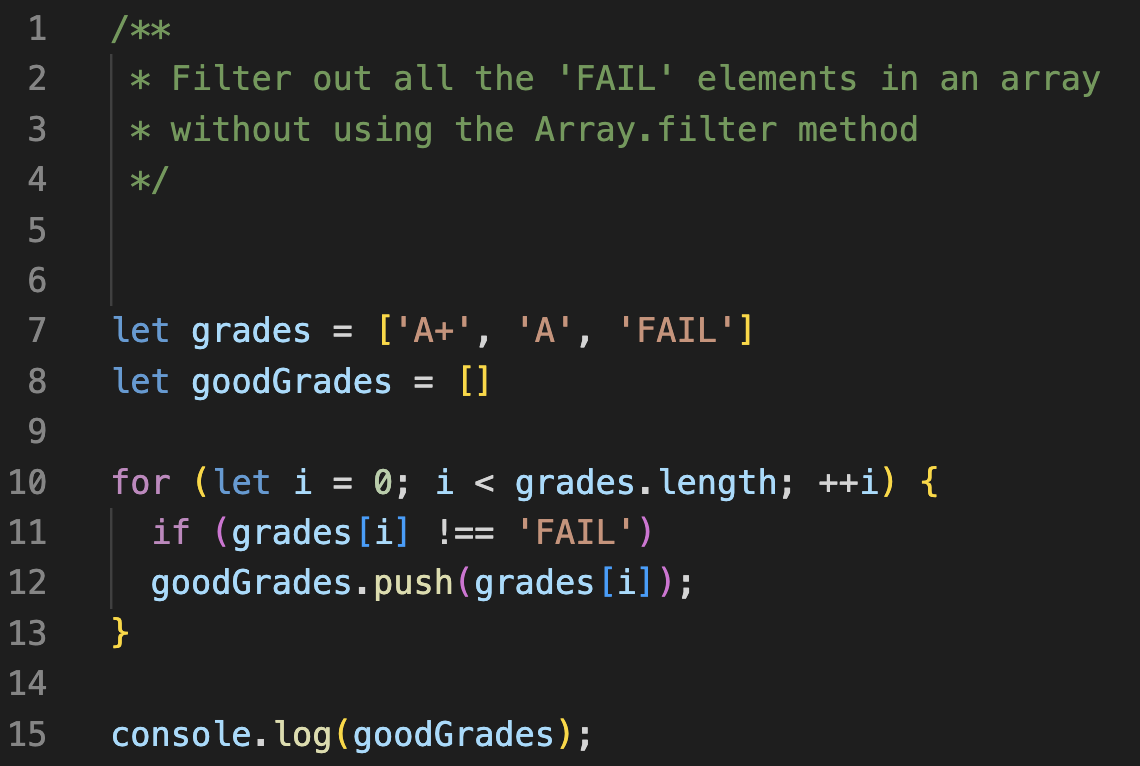 1 /**
2 * Filter out all the 'FAIL' elements in an array
3 * without using the Array.filter method
4 */
5
6
7 let grades = ['A+', 'A', 'FAIL']
8 let goodGrades = []
9
10 for (let i = 0; i < grades.length; ++i) {
11 if (grades[i] !== 'FAIL')
12 goodGrades.push(grades[i]);
13 }
14
15 console.log(goodGrades);